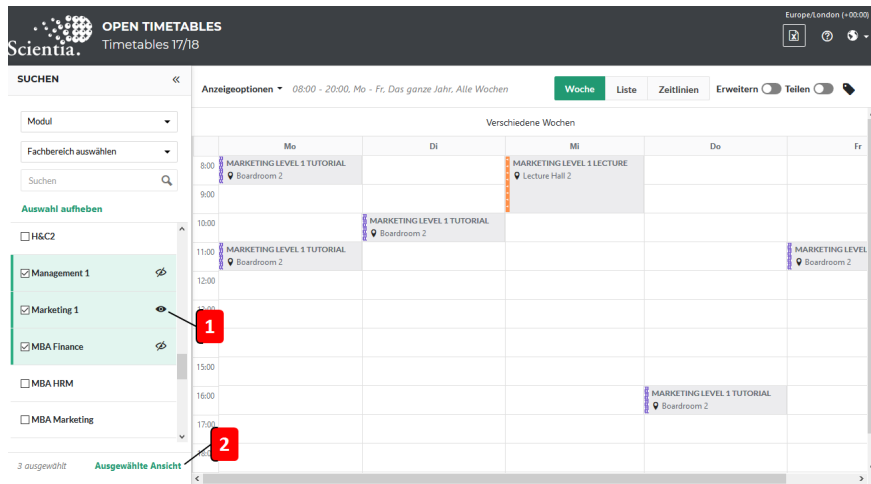 Europe/London (+00:00)
Scientia.
OPEN TIMETABLES
Timetables 17/18
SUCHEN «
Modul
Fachbereich auswählen
Suchen
Auswahl aufheben
H&C2
Management 1
Marketing 1
MBA Finance
MBA HRM
MBA Marketing
3 ausgewählt Ausgewählte Ansicht
Anzeigeoptionen 08:00 - 20:00, Mo - Fr, Das ganze Jahr, Alle Wochen
Woche Liste Zeitlinien Erweitern Teilen
Verschiedene Wochen
Mo Di Mi Do Fr
8:00 MARKETING LEVEL 1 TUTORIAL MARKETING LEVEL 1 LECTURE
Boardroom 2 Lecture Hall 2
9:00
10:00 MARKETING LEVEL 1 TUTORIAL
Boardroom 2
11:00 MARKETING LEVEL 1 TUTORIAL MARKETING LEVEL
Boardroom 2 Boardroom 2
12:00
1
15:00
16:00 MARKETING LEVEL 1 TUTORIAL
Boardroom 2
17:00
2